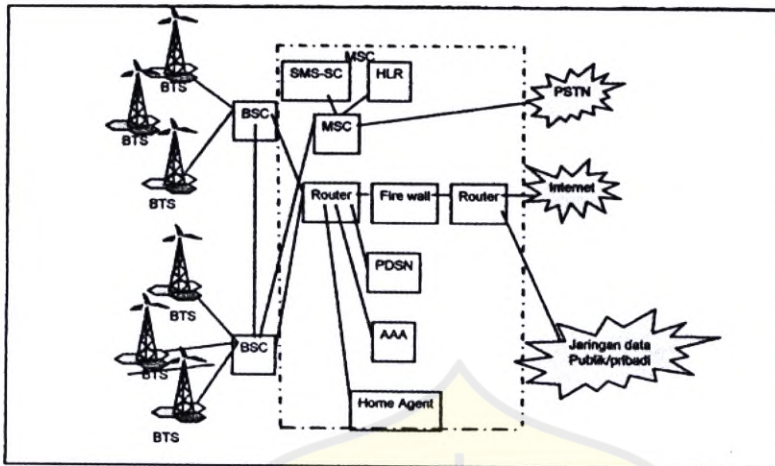 BTS
BTS
BTS
BSC
MSC
SMS-SC
HLR
MSC
PSTN
Router
Fire wall
Router
Internet
PDSN
BTS
BTS
BTS
BSC
AAA
Home Agent
Jaringan data
Publik/pribadi